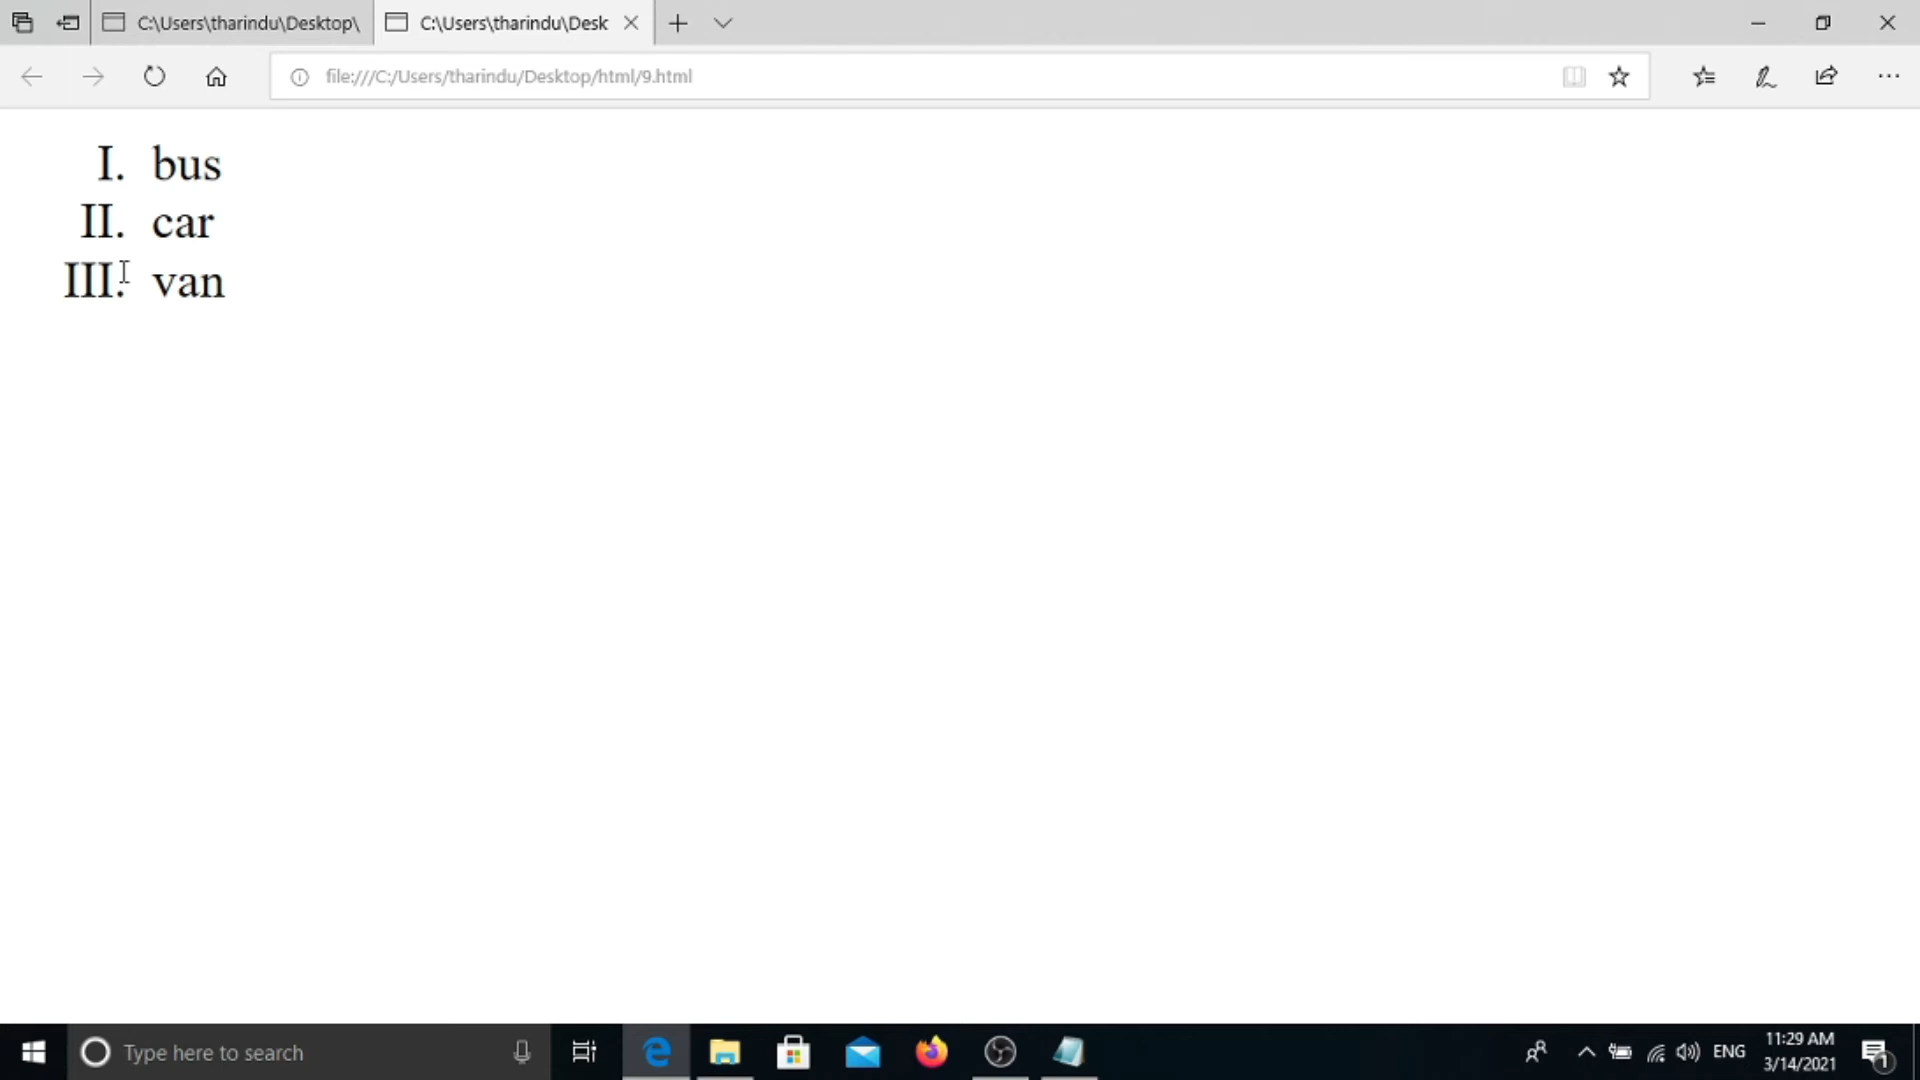 C:\Users\tharindu\Desktop\
C:\Users\tharindu\Desk
file:///C:/Users/tharindu/Desktop/html/9.html
I. bus
II. car
III. van
Type here to search
ENG
11:29 AM
3/14/2021
1